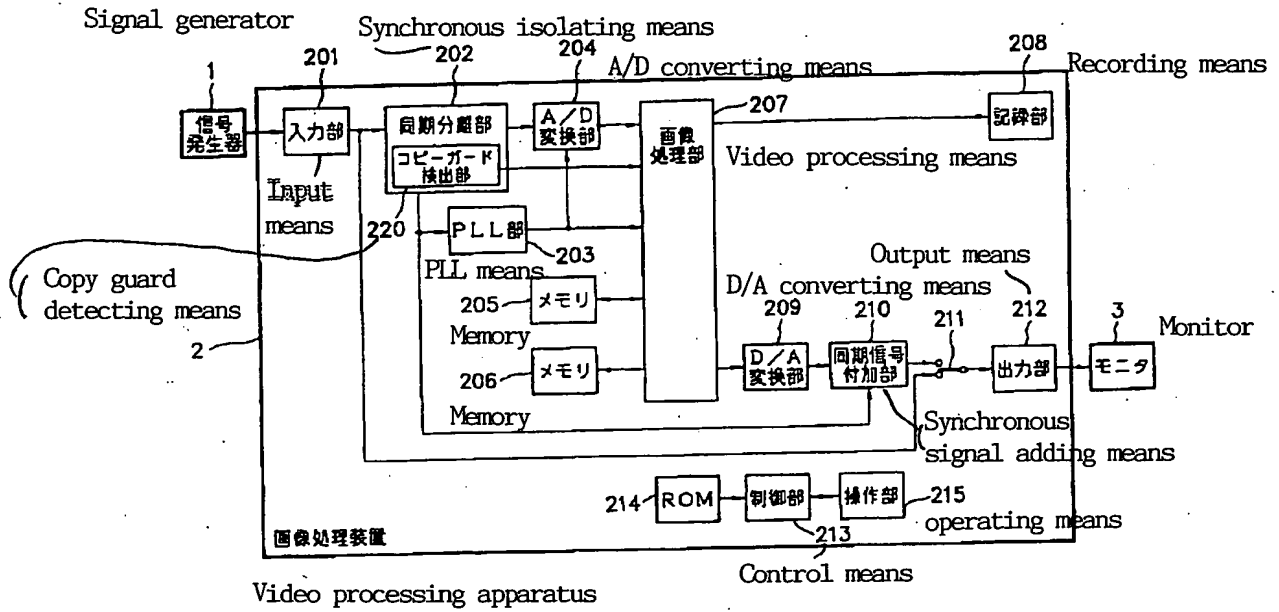 Signal generator
Synchronous isolating means
201
202
204
A/D converting means
208
Recording means
1
信号
発生器
入力部
同期分離部
コピーガード
検出部
A/D
変換部
画像
処理部
207
記録部
Video processing means
Input
means
220
PLL部
203
PLL means
Copy guard
detecting means
2
205
メモリ
Memory
206
メモリ
Memory
Output means
D/A converting means
209
210
211
212
3
Monitor
D/A
変換部
同期信号
付加部
出力部
モニタ
Synchronous
signal adding means
214
ROM
制御部
操作部
215
operating means
213
画像処理装置
Control means
Video processing apparatus